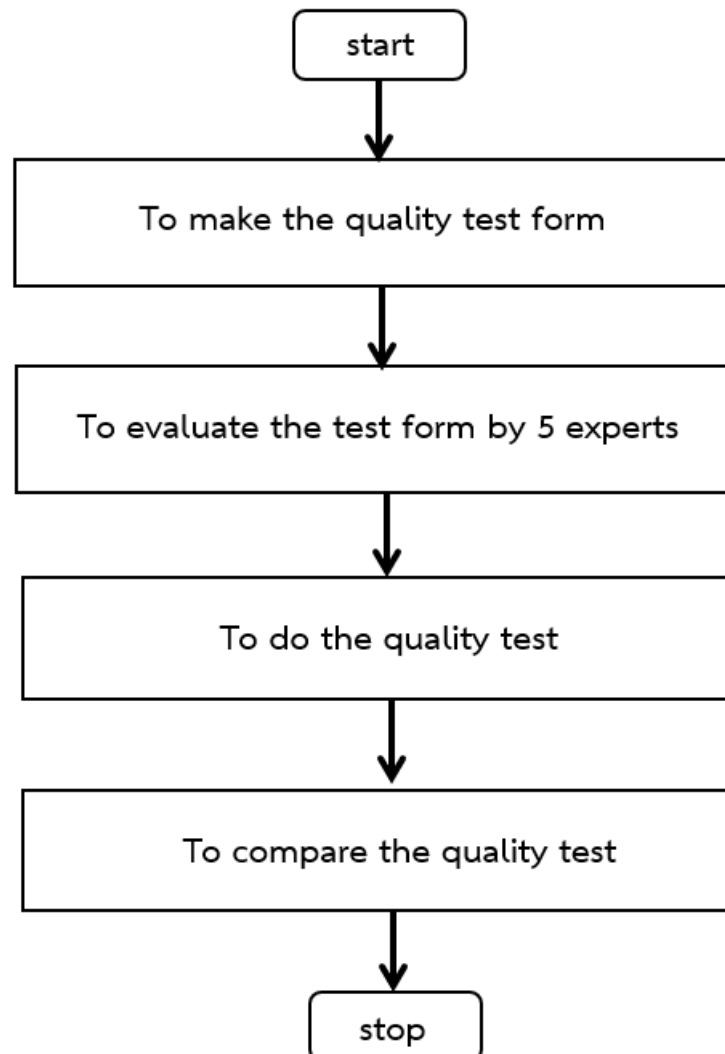 start
To make the quality test form
To evaluate the test form by 5 experts
To do the quality test
To compare the quality test
stop